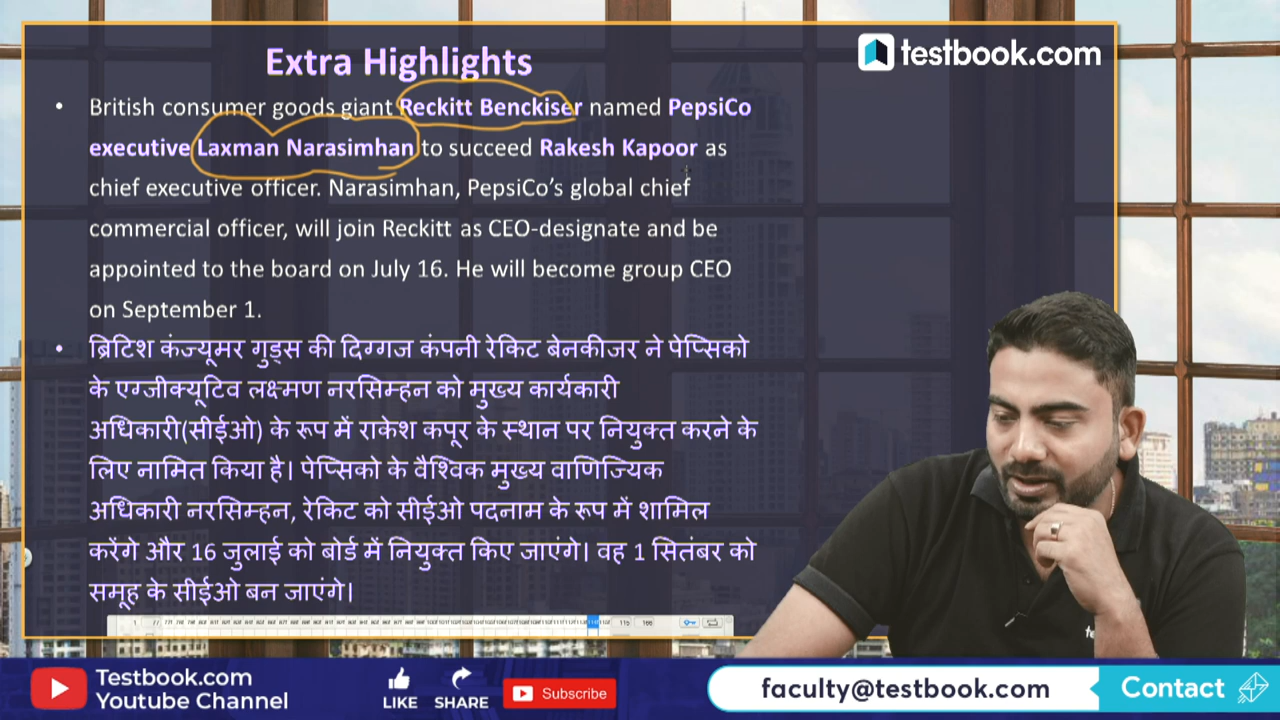 Extra Highlights
testbook.com
• British consumer goods giant Reckitt Benckiser named PepsiCo
executive Laxman Narasimhan to succeed Rakesh Kapoor as
chief executive officer. Narasimhan, PepsiCo’s global chief
commercial officer, will join Reckitt as CEO-designate and be
appointed to the board on July 16. He will become group CEO
on September 1.
• ब्रिटिश कंज्यूमर गुड्स की दिग्गज कंपनी रेकिट बेनकीजर ने पेप्सिको
के एग्जीक्यूटिव लक्ष्मण नरसिम्हन को मुख्य कार्यकारी
अधिकारी(सीईओ) के रूप में राकेश कपूर के स्थान पर नियुक्त करने के
लिए नामित किया है। पेप्सिको के वैश्विक मुख्य वाणिज्यिक
अधिकारी नरसिम्हन, रेकिट को सीईओ पदनाम के रूप में शामिल
करेंगे और 16 जुलाई को बोर्ड में नियुक्त किए जाएंगे। वह 1 सितंबर को
समूह के सीईओ बन जाएंगे।
Testbook.com
Youtube Channel
LIKE
SHARE
Subscribe
faculty@testbook.com
Contact